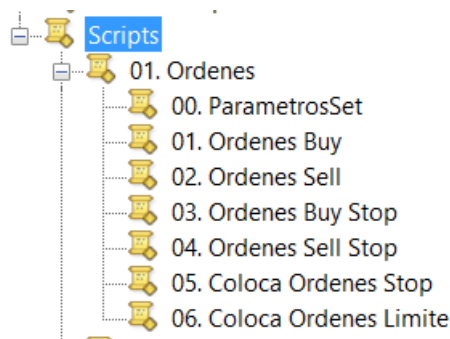 Scripts
01. Ordenes
00. ParametrosSet
01. Ordenes Buy
02. Ordenes Sell
03. Ordenes Buy Stop
04. Ordenes Sell Stop
05. Coloca Ordenes Stop
06. Coloca Ordenes Limite